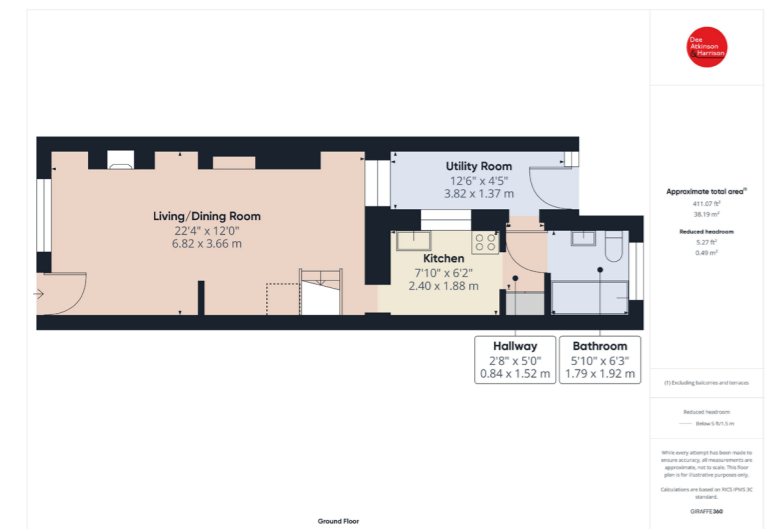 Dee
Atkinson
& Harrison
Utility Room
12'6" x 4'5"
3.82 x 1.37 m
Living/Dining Room
22'4" x 12'0"
6.82 x 3.66 m
Kitchen
7'10" x 6'2"
2.40 x 1.88 m
Hallway
2'8" x 5'0"
0.84 x 1.52 m
Bathroom
5'10" x 6'3"
1.79 x 1.92 m
Ground Floor
Approximate total area(1)
411.07 ft²
38.19 m²
Reduced headroom
5.27 ft²
0.49 m²
(1) Excluding balconies and terraces
Reduced headroom
Below 5 ft/1.5 m
While every attempt has been made to
ensure accuracy, all measurements are
approximate, not to scale. This floor
plan is for illustrative purposes only.
Calculations are based on RICS IPMS 3C
standard.
GIRAFFE360